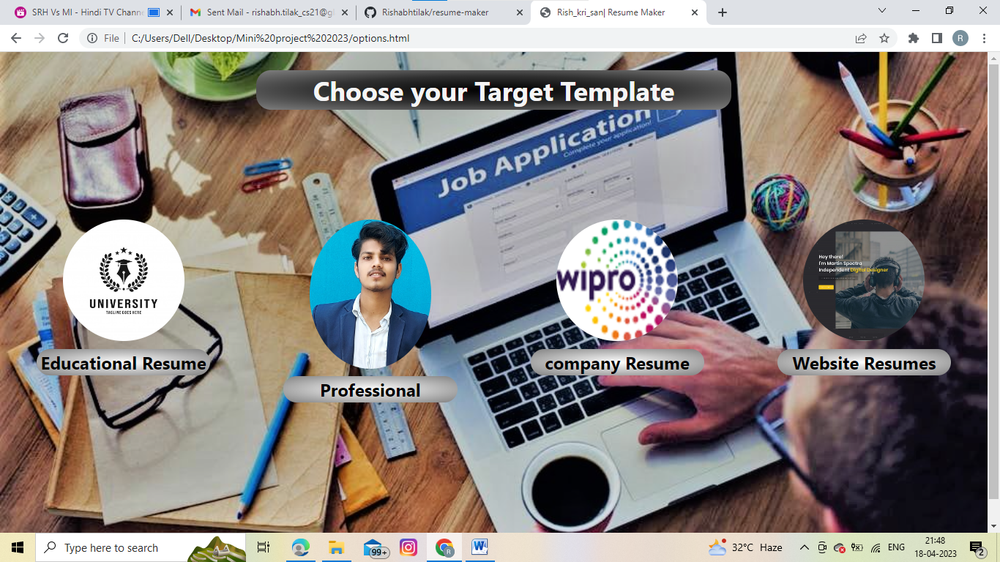 SRH Vs MI - Hindi TV Channe
Sent Mail - rishabh.tilak_cs21@gl
Rishabhtilak/resume-maker
Rish_kri_san| Resume Maker
File
C:/Users/Dell/Desktop/Mini%20project%202023/options.html
R
Choose your Target Template
Job Application
Complete your application!
UNIVERSITY
TAGLINE GOES HERE
wipro
Hey there!
I'm Martin Spectra
Independent Digital Designer
Educational Resume
Professional
company Resume
Website Resumes
Type here to search
99+
R
W
32°C Haze
ENG
21:48
18-04-2023
2